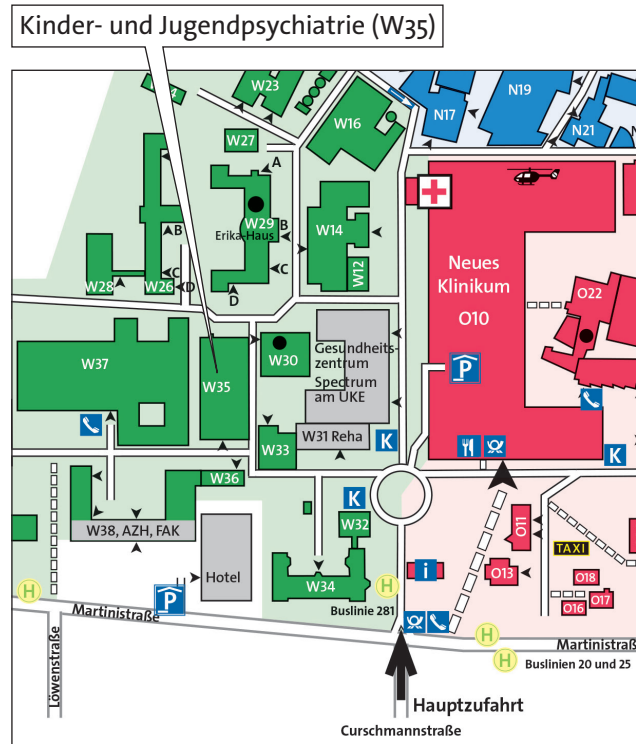 Kinder- und Jugendpsychiatrie (W35)
W23
N17
N19
N21
W16
W27
A
B
W29
Erika-Haus
C
D
W14
W12
B
C
D
W28
W26
Neues
Klinikum
O10
O22
W37
W35
W30
Gesundheits-
zentrum
Spectrum
am UKE
P
W31 Reha
K
W33
K
W36
W38, AZH, FAK
K
W32
O11
TAXI
Hotel
W34
i
O13
O18
O17
O16
H
P
H
Buslinie 281
Martinistraße
H
H
Martinistraß
Buslinien 20 und 25
Löwenstraße
Hauptzufahrt
Curschmannstraße